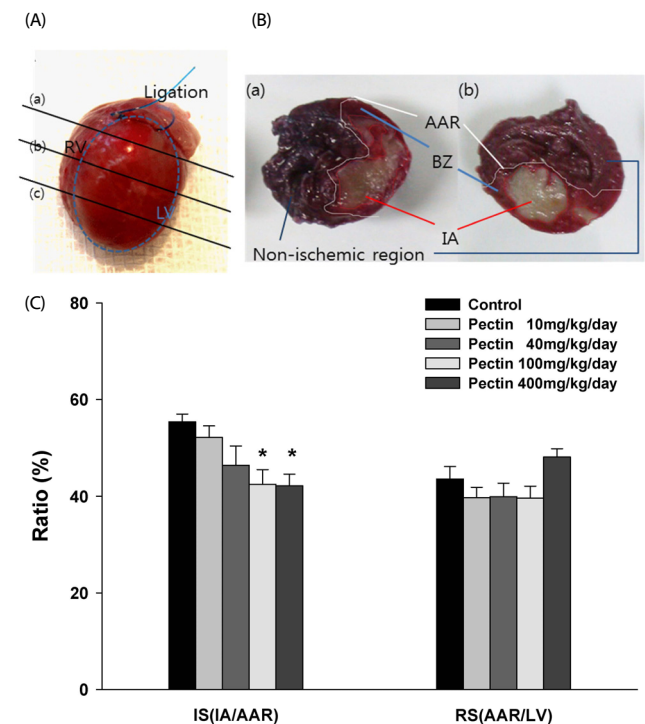 (A)
(B)
Ligation
(a)
(b)
RV
(c)
LV
(a)
(b)
AAR
BZ
IA
Non-ischemic region
(C)
80
60
40
20
0
Ratio (%)
Control
Pectin 10mg/kg/day
Pectin 40mg/kg/day
Pectin 100mg/kg/day
Pectin 400mg/kg/day
* *
IS(IA/AAR)
RS(AAR/LV)